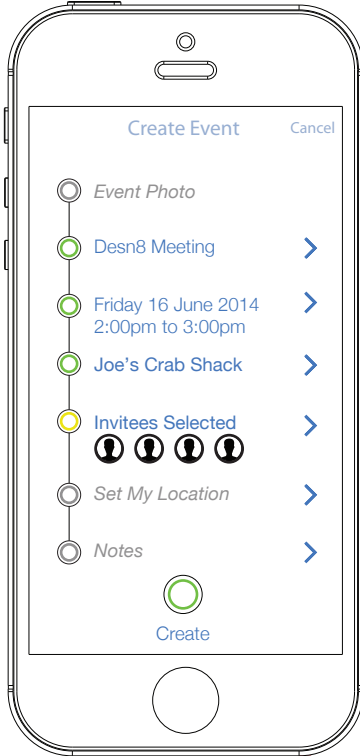 Create Event
Cancel
Event Photo
Desn8 Meeting
Friday 16 June 2014
2:00pm to 3:00pm
Joe's Crab Shack
Invitees Selected
Set My Location
Notes
Create